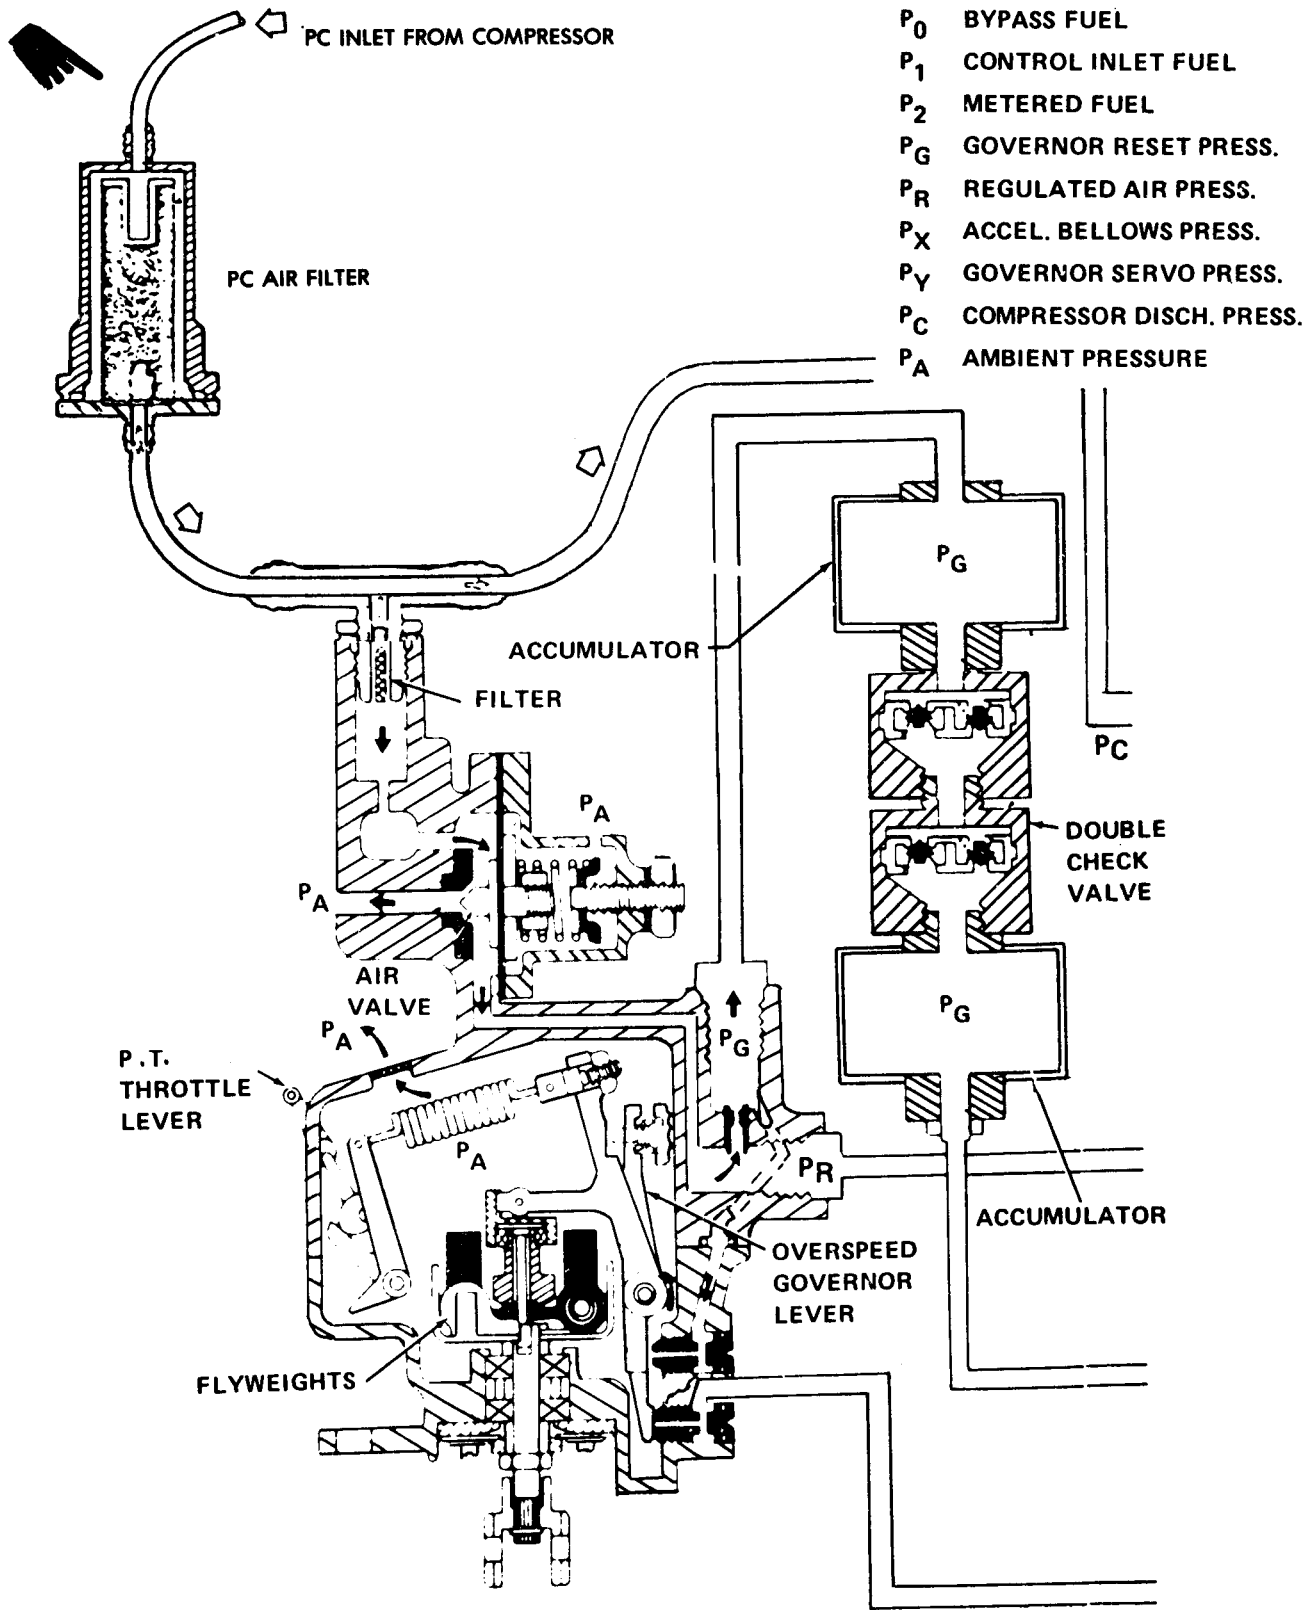 PC INLET FROM COMPRESSOR
P0 BYPASS FUEL
P1 CONTROL INLET FUEL
P2 METERED FUEL
PG GOVERNOR RESET PRESS.
PR REGULATED AIR PRESS.
PX ACCEL. BELLOWS PRESS.
PY GOVERNOR SERVO PRESS.
PC COMPRESSOR DISCH. PRESS.
PA AMBIENT PRESSURE
PC AIR FILTER
PG
ACCUMULATOR
FILTER
PC
PA
DOUBLE
CHECK
VALVE
PA
AIR
VALVE
PA
PG
PG
P.T.
THROTTLE
LEVER
PA
PR
ACCUMULATOR
OVERSPEED
GOVERNOR
LEVER
FLYWEIGHTS